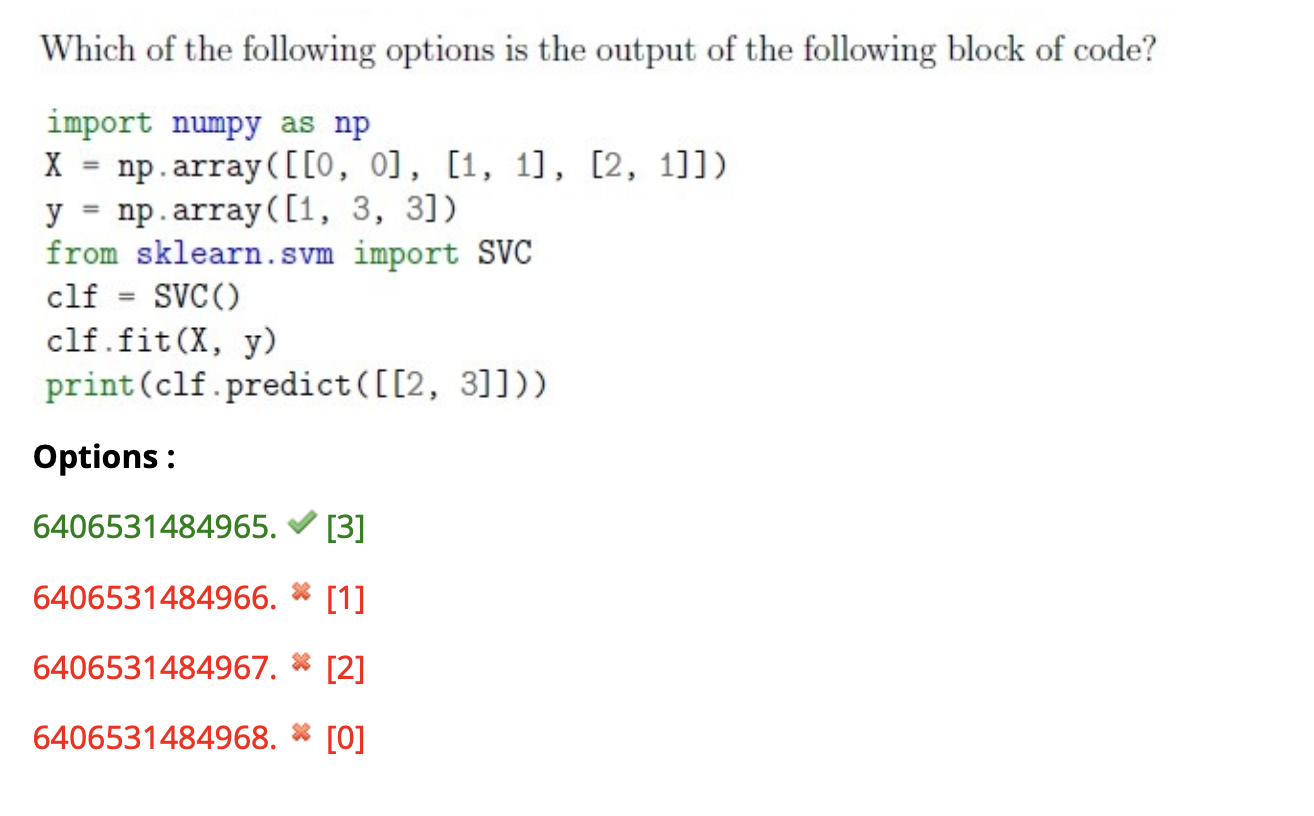 Which of the following options is the output of the following block of code?
import numpy as np
X = np.array([[0, 0], [1, 1], [2, 1]])
y = np.array([1, 3, 3])
from sklearn.svm import SVC
clf = SVC()
clf.fit(X, y)
print(clf.predict([[2, 3]]))
Options :
6406531484965. ✔ [3]
6406531484966. ✖ [1]
6406531484967. ✖ [2]
6406531484968. ✖ [0]